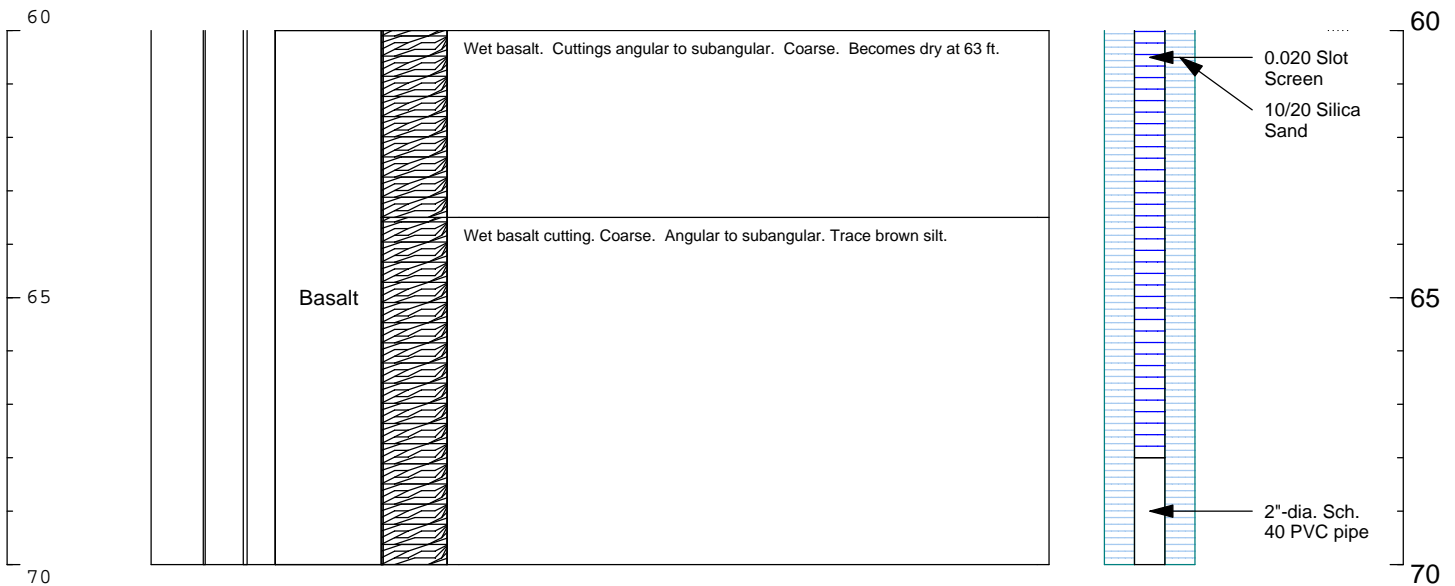 60
60
Wet basalt. Cuttings angular to subangular. Coarse. Becomes dry at 63 ft.
0.020 Slot
Screen
10/20 Silica
Sand
Wet basalt cutting. Coarse. Angular to subangular. Trace brown silt.
65
Basalt
65
2"-dia. Sch.
40 PVC pipe
70
70